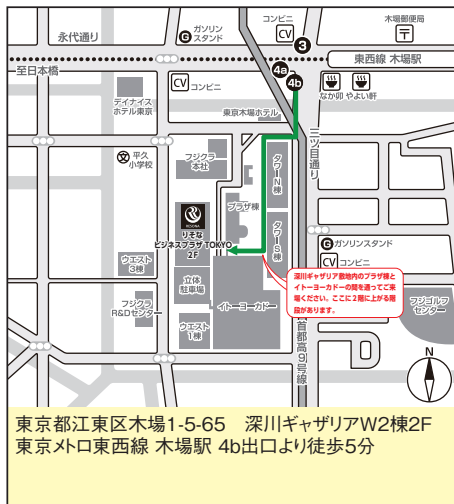 永代通り
ガソリン
スタンド
G
コンビニ
CV
3
木場郵便局
〒
至日本橋
東西線 木場駅
4a
4b
CV
コンビニ
なか卯
やよい軒
デイナイス
ホテル東京
東京木場ホテル
三ツ目通り
文
平久
小学校
フジクラ
本社
タワーN棟
プラザ棟
RESONA
りそな
ビジネスプラザ TOKYO
2F
タワーS棟
G
ガソリンスタンド
CV
コンビニ
ウエスト
3棟
立体
駐車場
イトーヨーカドー
深川ギャザリア敷地内のプラザ棟と
イトーヨーカドーの間を通ってご来
場ください。ここに2階に上がる階
段があります。
フジクラ
R&Dセンター
ウエスト
1棟
首都高9号線
フジゴルフ
センター
N
東京都江東区木場1-5-65 深川ギャザリアW2棟2F
東京メトロ東西線 木場駅 4b出口より徒歩5分